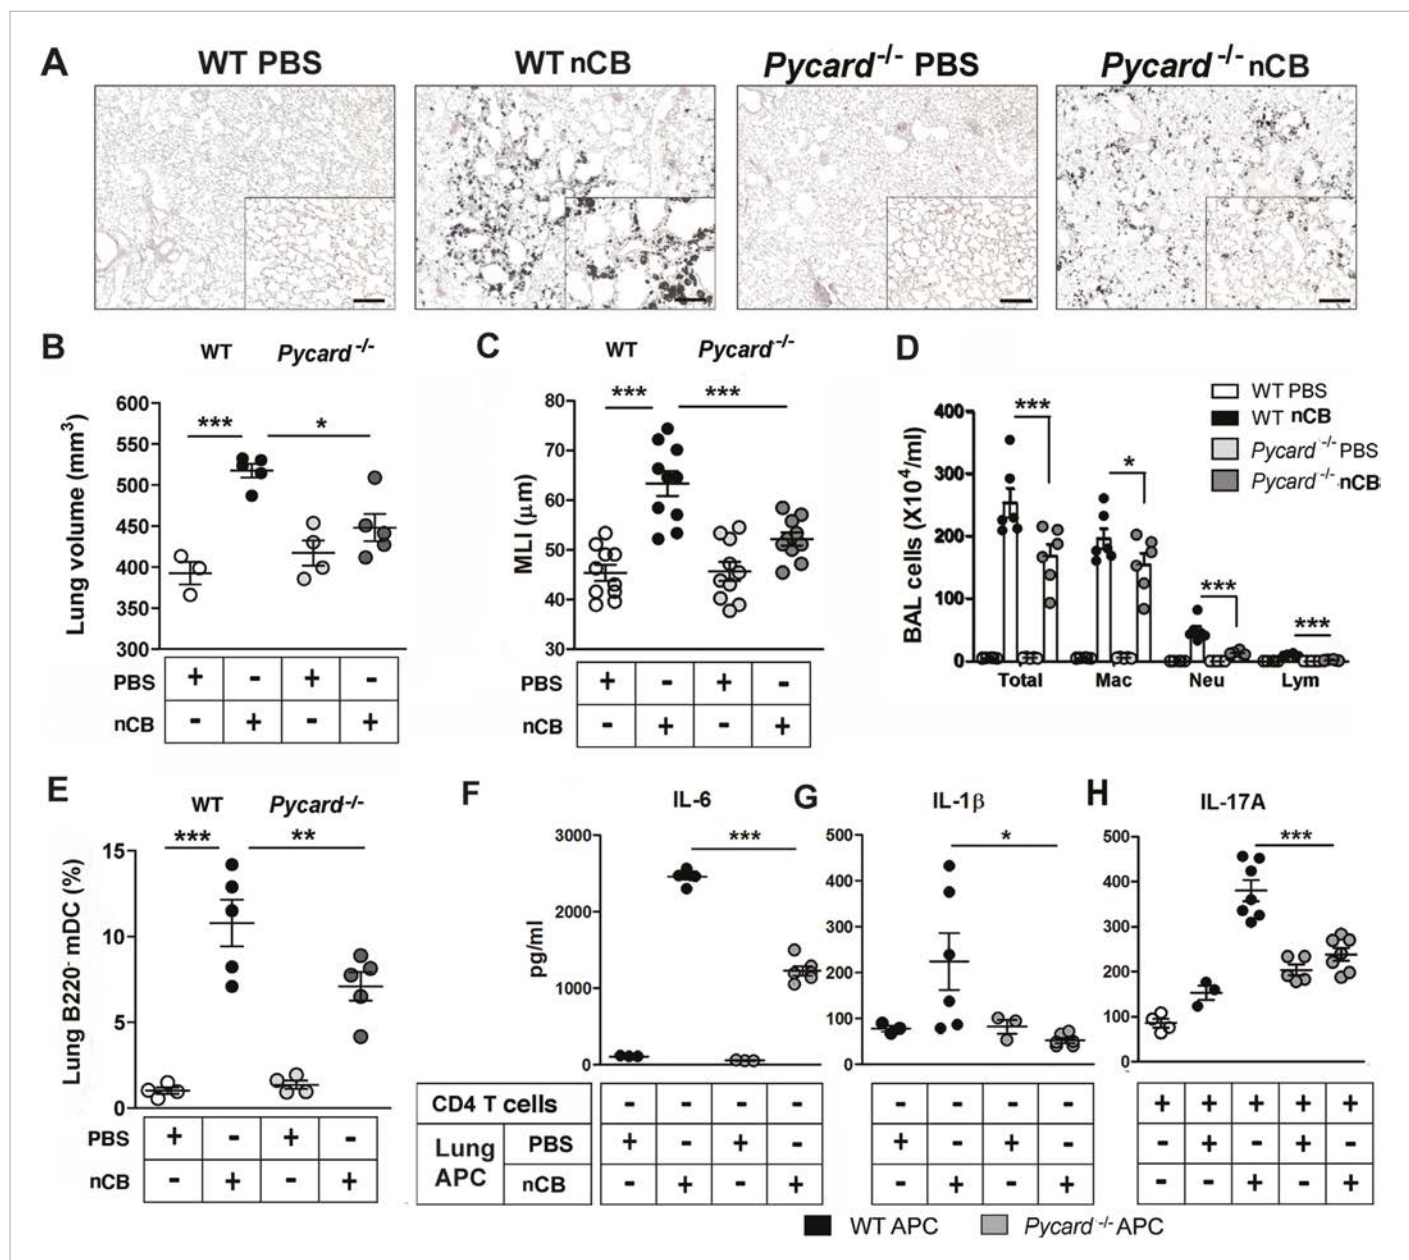 A
WT PBS
WT nCB
Pycard -/- PBS
Pycard -/- nCB
B
WT
Pycard -/-
600
550
500
450
400
350
300
Lung volume (mm3)
***
*
PBS + - + -
nCB - + - +
C
WT
Pycard -/-
80
70
60
50
40
30
MLI (μm)
***
***
PBS + - + -
nCB - + - +
D
WT PBS
WT nCB
Pycard -/- PBS
Pycard -/- nCB
400
300
200
100
0
BAL cells (X10 4/ml)
***
*
***
***
Total Mac Neu Lym
E
WT
Pycard-/-
15
10
5
0
Lung B220- mDC (%)
***
**
PBS + - + -
nCB - + - +
F
IL-6
3000
2000
1000
0
pg/ml
***
G
IL-1β
500
400
300
200
100
0
*
H
IL-17A
500
400
300
200
100
0
***
CD4 T cells - - - - - - - - + + + + +
Lung APC
PBS + - + - + - + - - + - + -
nCB - + - + - + - + - - + - +
WT APC
Pycard -/- APC